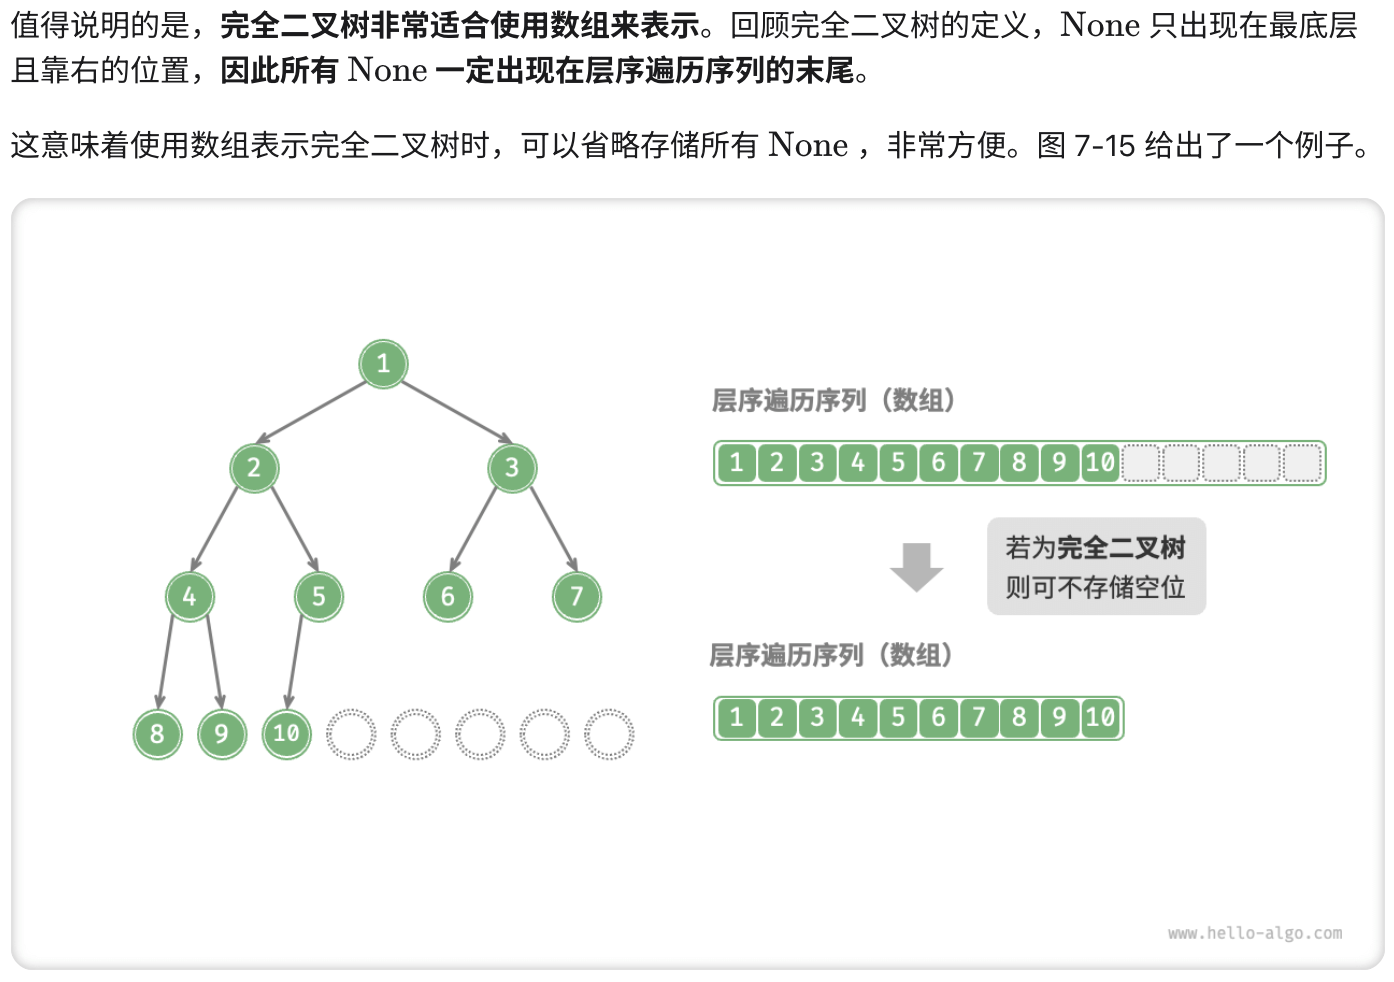 值得说明的是，完全二叉树非常适合使用数组来表示。回顾完全二叉树的定义，None 只出现在最底层
且靠右的位置，因此所有 None 一定出现在层序遍历序列的末尾。
这意味着使用数组表示完全二叉树时，可以省略存储所有 None ，非常方便。图 7-15 给出了一个例子。
1
2 3
4 5 6 7
8 9 10
层序遍历序列（数组）
1 2 3 4 5 6 7 8 9 10
若为完全二叉树
则可不存储空位
层序遍历序列（数组）
1 2 3 4 5 6 7 8 9 10
www.hello-algo.com